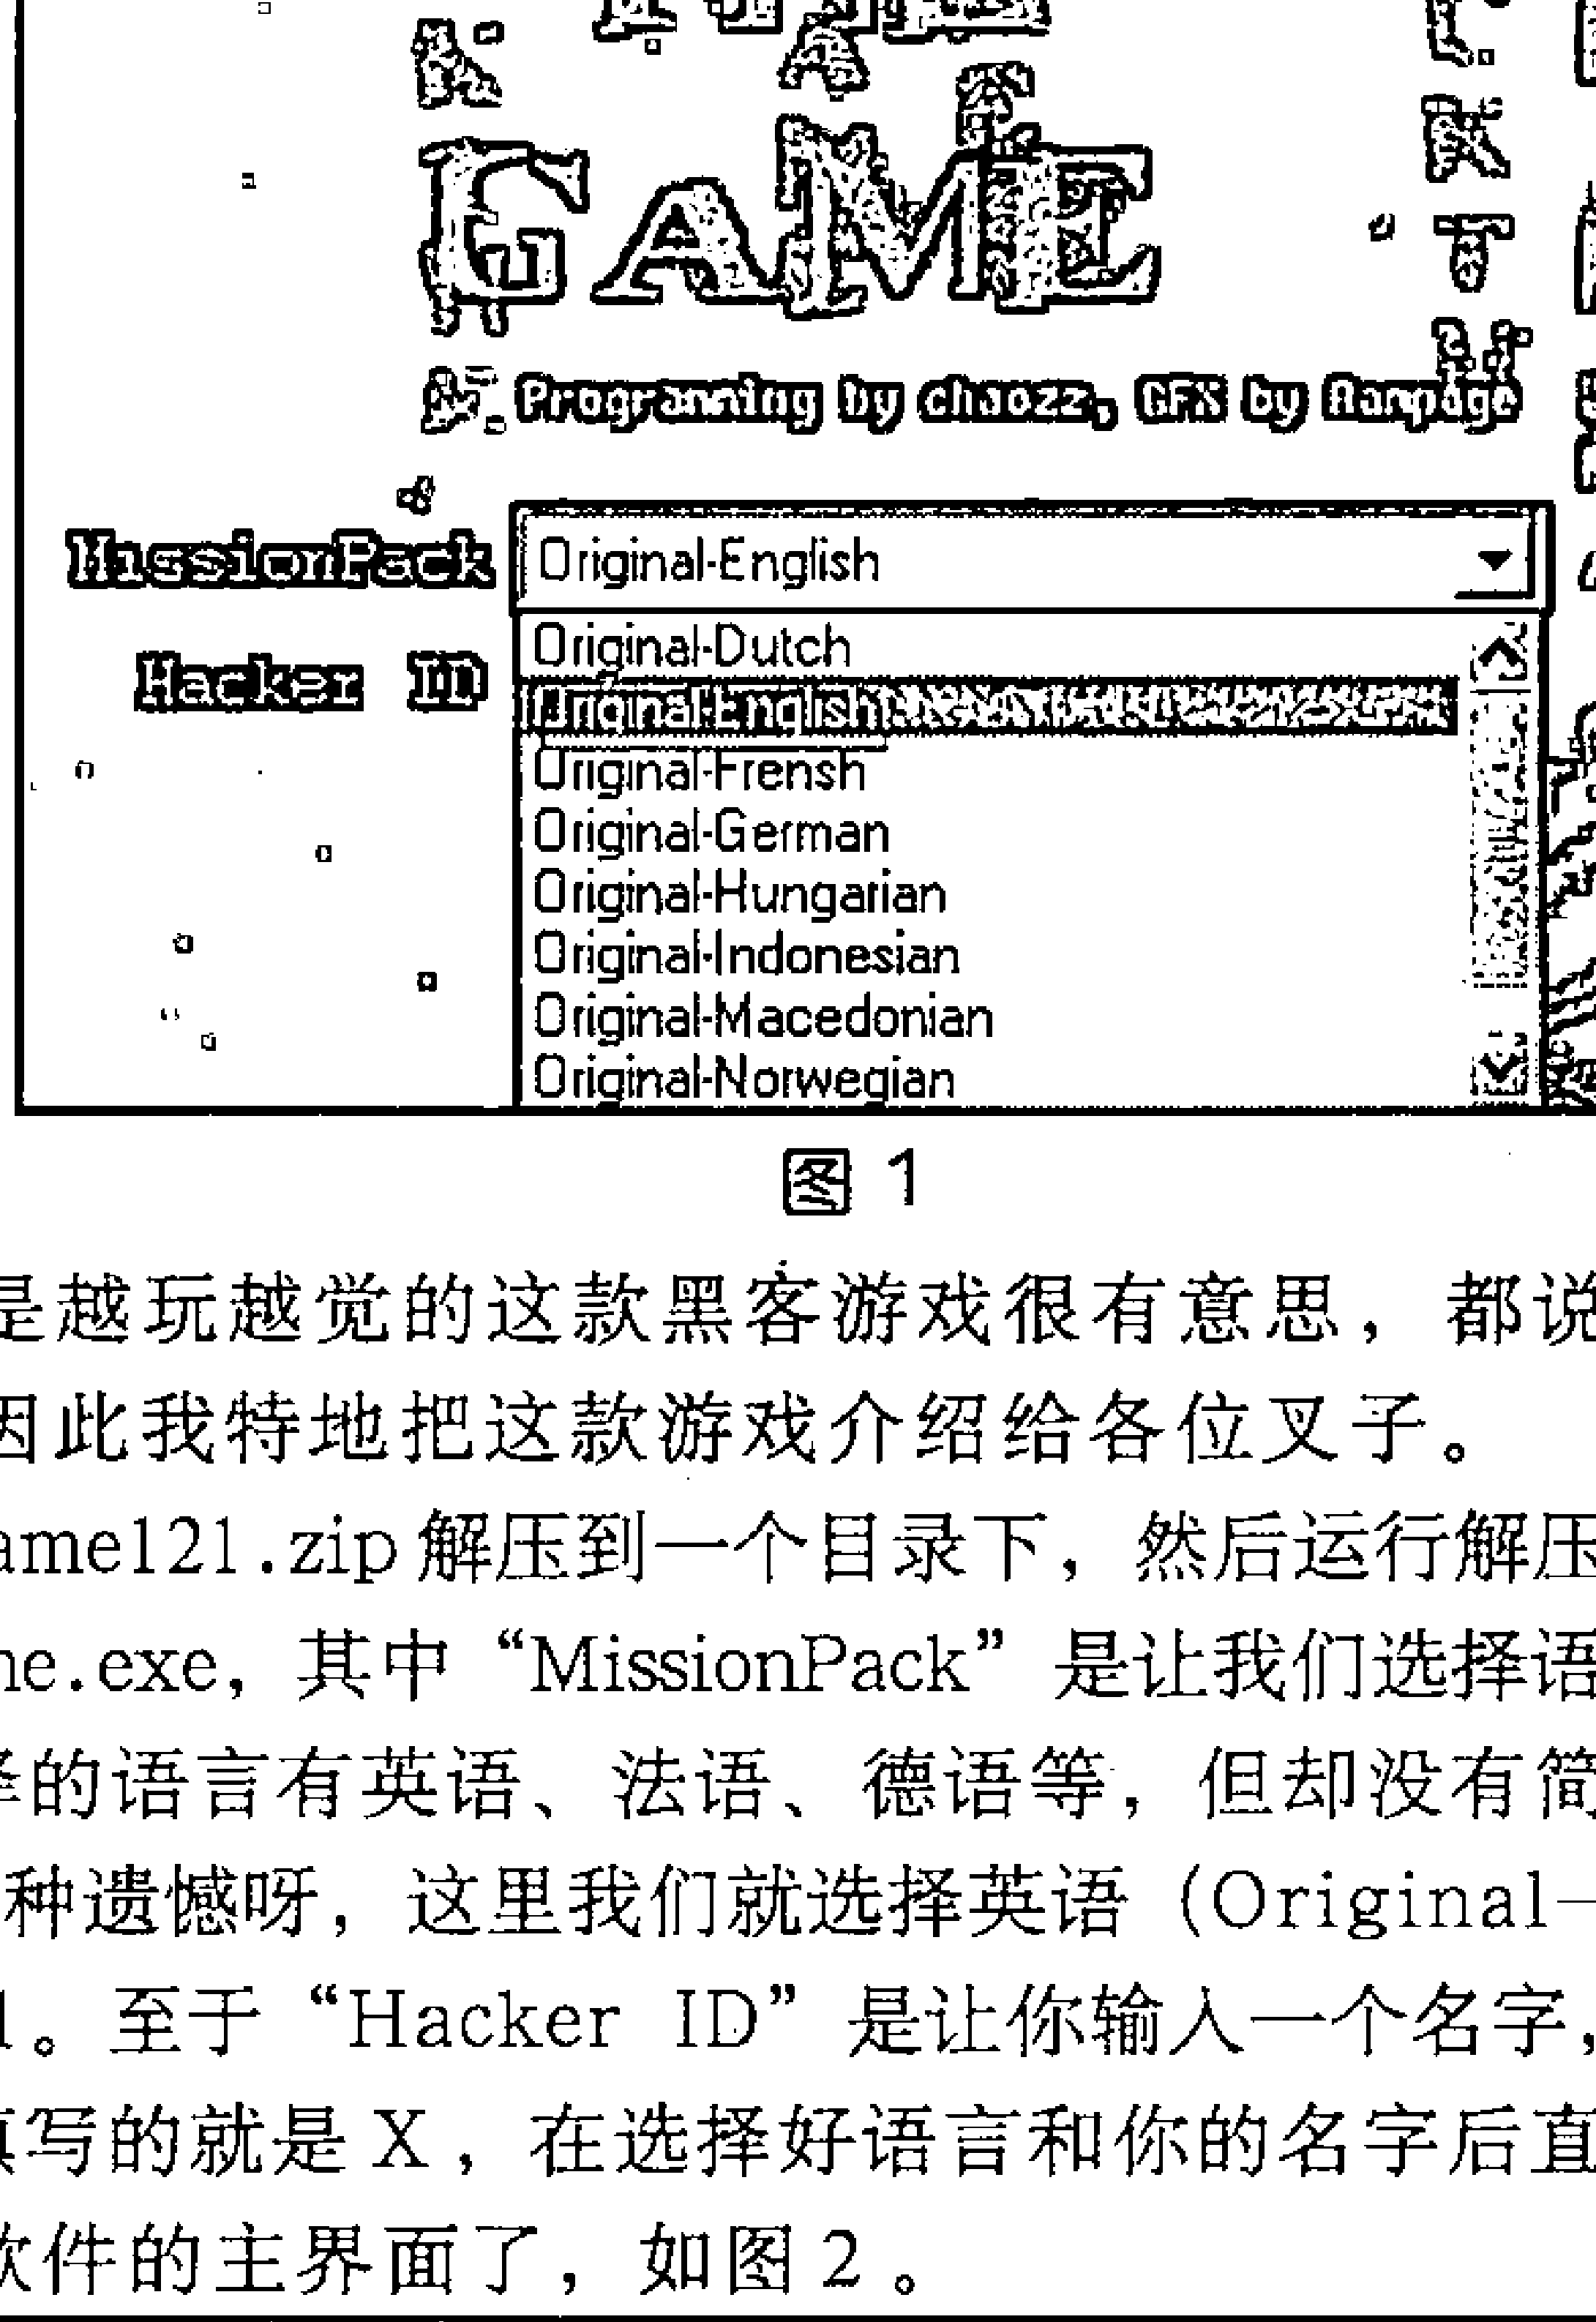 GAME
Programming by chaozz, GFX by Rampage
MissionPack
Original-English
Hacker ID
Original-Dutch
Original-English
Original-Frensh
Original-German
Original-Hungarian
Original-Indonesian
Original-Macedonian
Original-Norwegian
图 1
是越玩越觉的这款黑客游戏很有意思，都说
因此我特地把这款游戏介绍给各位叉子。
ame121.zip解压到一个目录下，然后运行解压
me.exe，其中“MissionPack”是让我们选择语
择的语言有英语、法语、德语等，但却没有简
种遗憾呀，这里我们就选择英语（Original-
1。至于“Hacker ID”是让你输入一个名字，
填写的就是X，在选择好语言和你的名字后直
软件的主界面了，如图2。